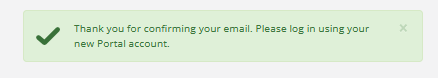 Thank you for confirming your email. Please log in using your
new Portal account.